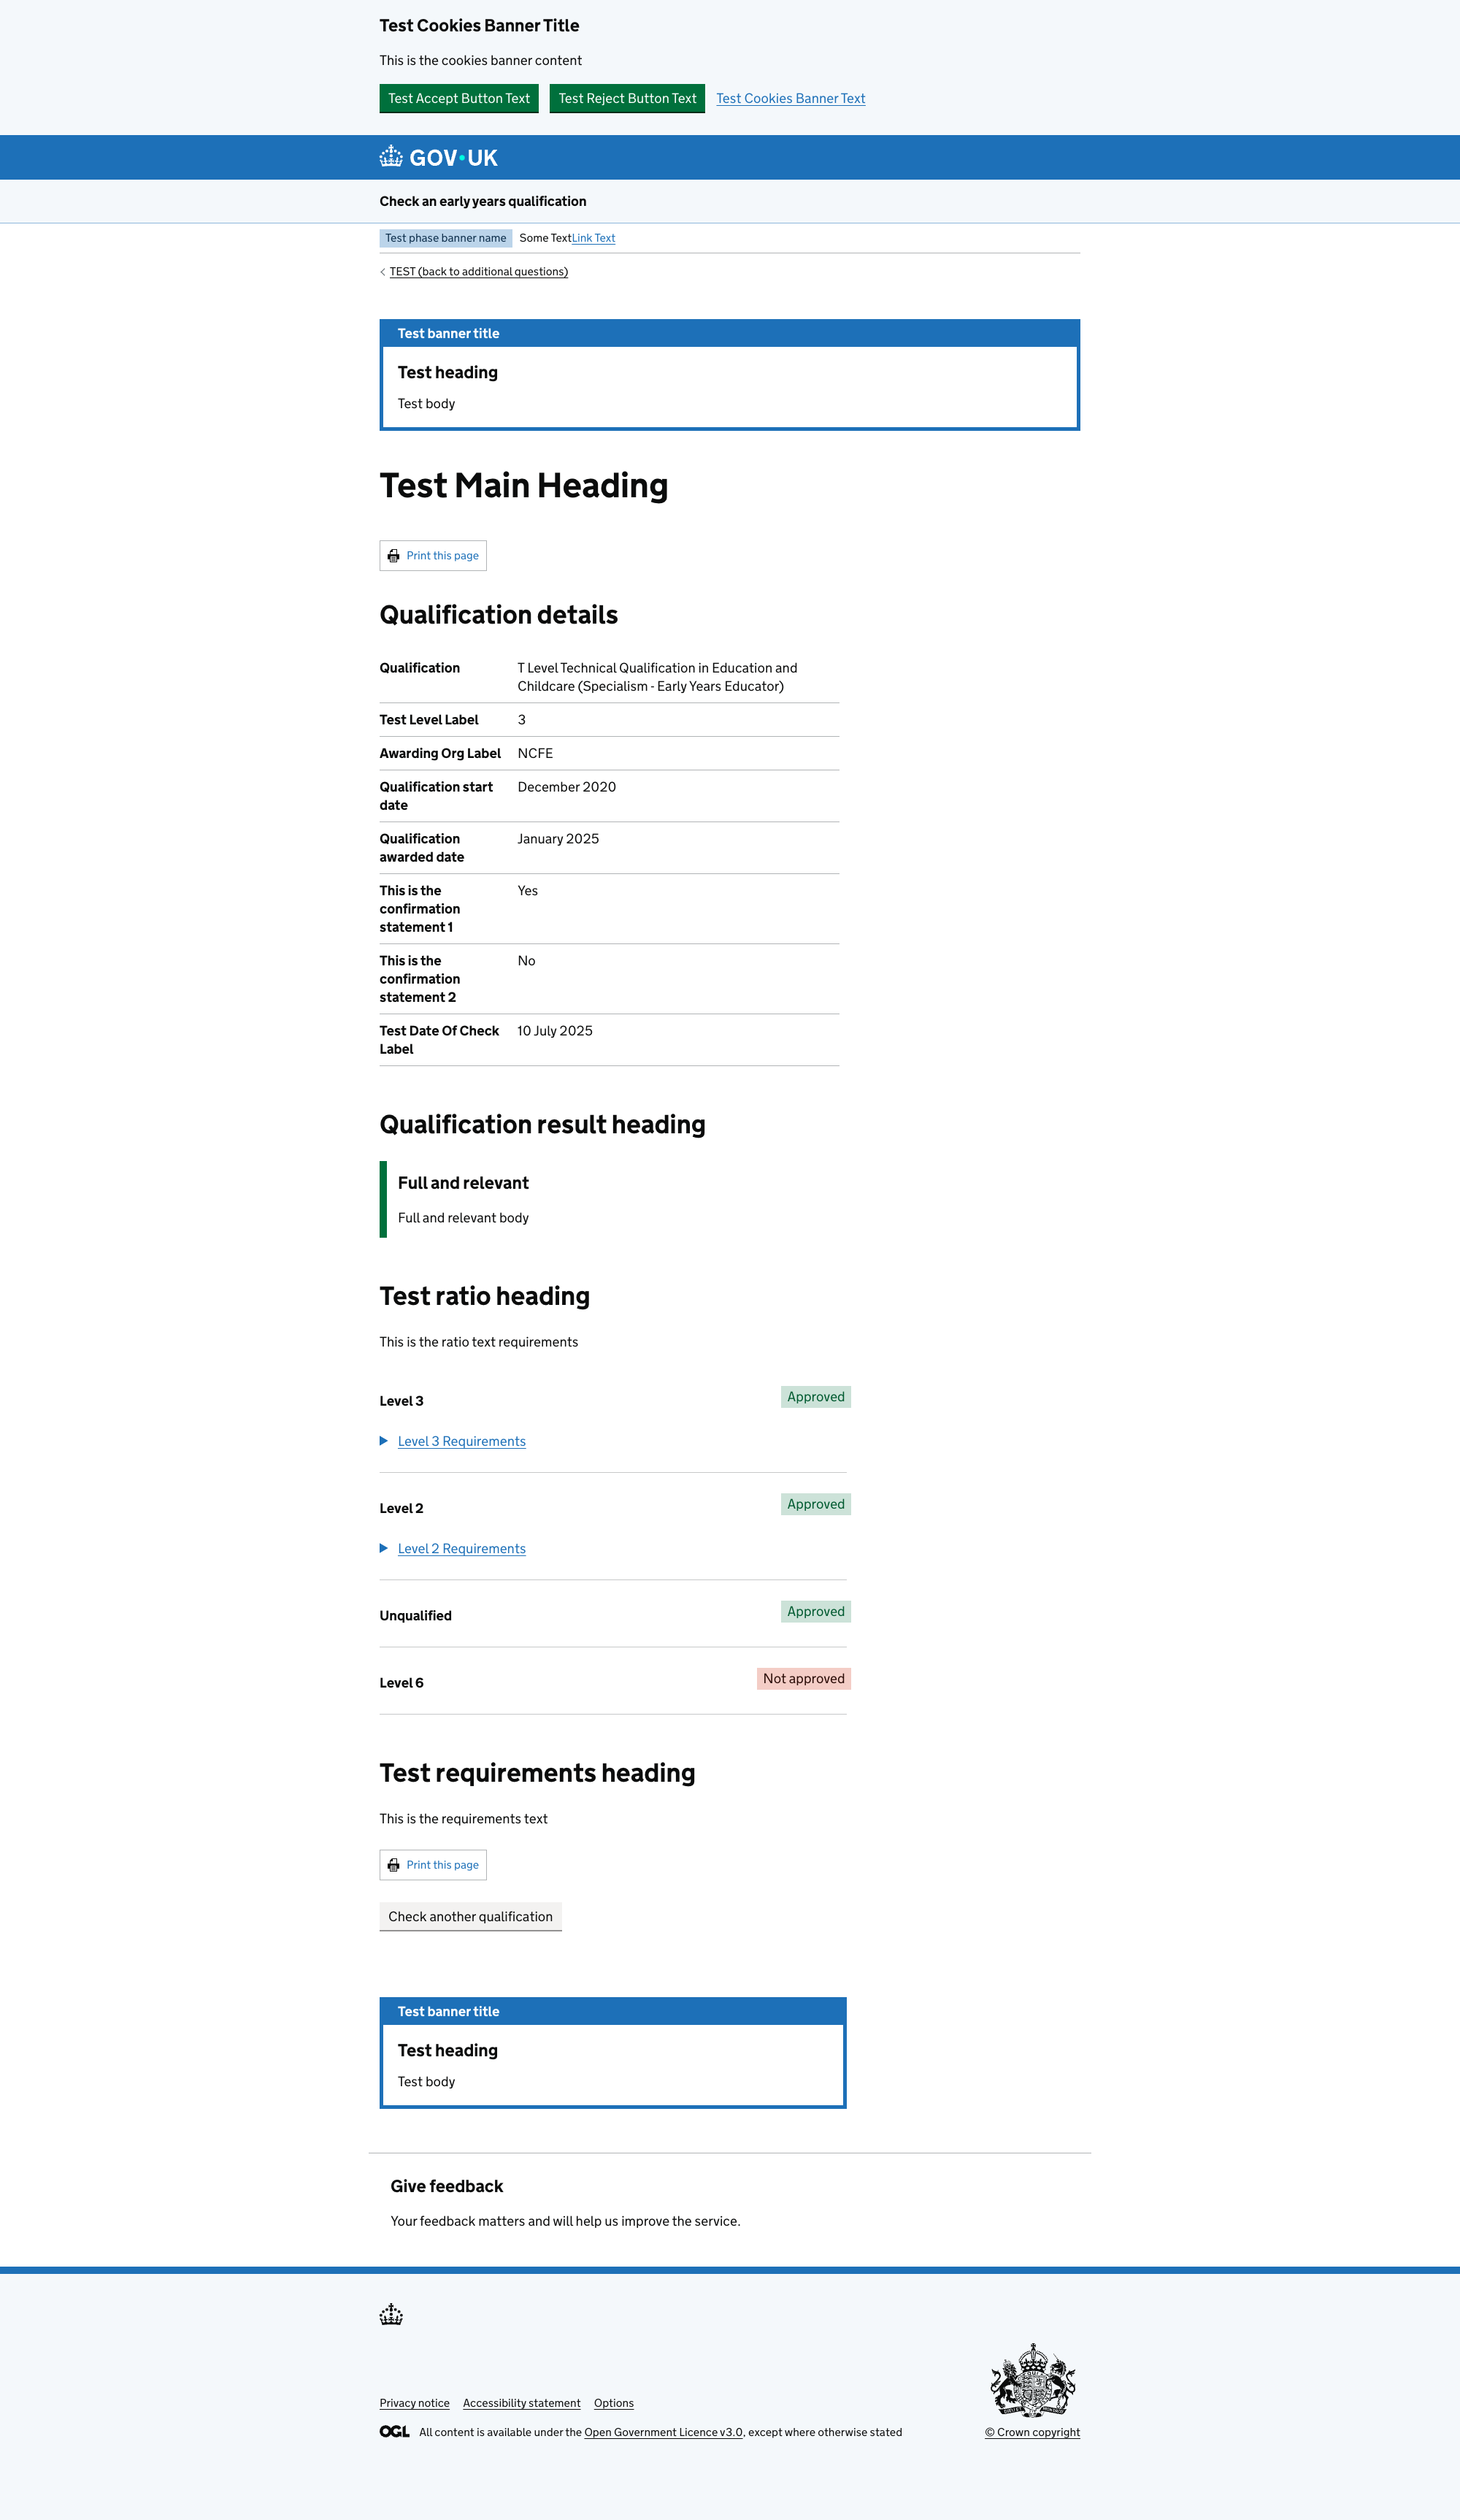 Test Cookies Banner Title
This is the cookies banner content
Test Accept Button Text Test Reject Button Text Test Cookies Banner Text
GOV·UK
Check an early years qualification
Test phase banner name Some TextLink Text
TEST (back to additional questions)
Test banner title
Test heading
Test body
Test Main Heading
Print this page
Qualification details
Qualification T Level Technical Qualification in Education and
Childcare (Specialism - Early Years Educator)
Test Level Label 3
Awarding Org Label NCFE
Qualification start December 2020
date
Qualification January 2025
awarded date
This is the Yes
confirmation
statement 1
This is the No
confirmation
statement 2
Test Date Of Check 10 July 2025
Label
Qualification result heading
Full and relevant
Full and relevant body
Test ratio heading
This is the ratio text requirements
Level 3 Approved
Level 3 Requirements
Level 2 Approved
Level 2 Requirements
Unqualified Approved
Level 6 Not approved
Test requirements heading
This is the requirements text
Print this page
Check another qualification
Test banner title
Test heading
Test body
Give feedback
Your feedback matters and will help us improve the service.
Privacy notice Accessibility statement Options
OGL All content is available under the Open Government Licence v3.0, except where otherwise stated
© Crown copyright